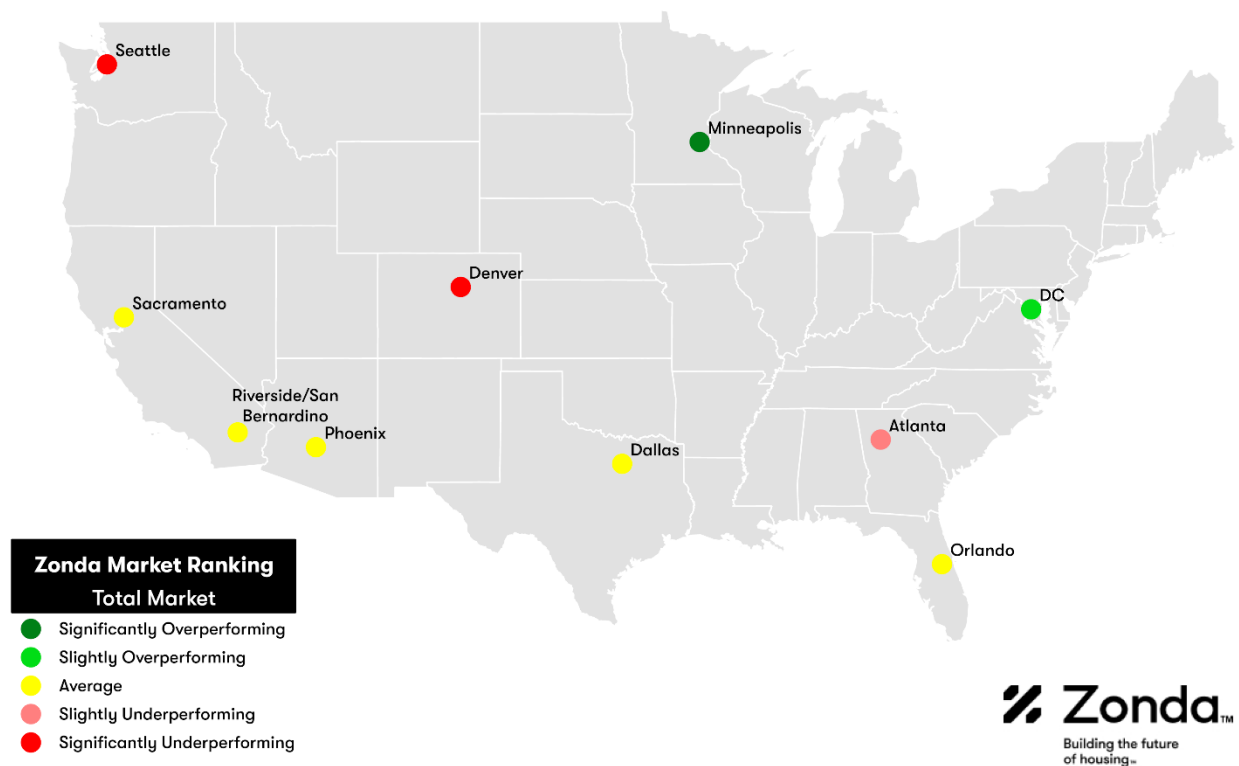 Seattle
Minneapolis
Denver
DC
Sacramento
Riverside/San
Bernardino
Phoenix
Atlanta
Dallas
Orlando
Zonda Market Ranking
Total Market
Significantly Overperforming
Slightly Overperforming
Average
Slightly Underperforming
Significantly Underperforming
Zonda™
Building the future
of housing℠